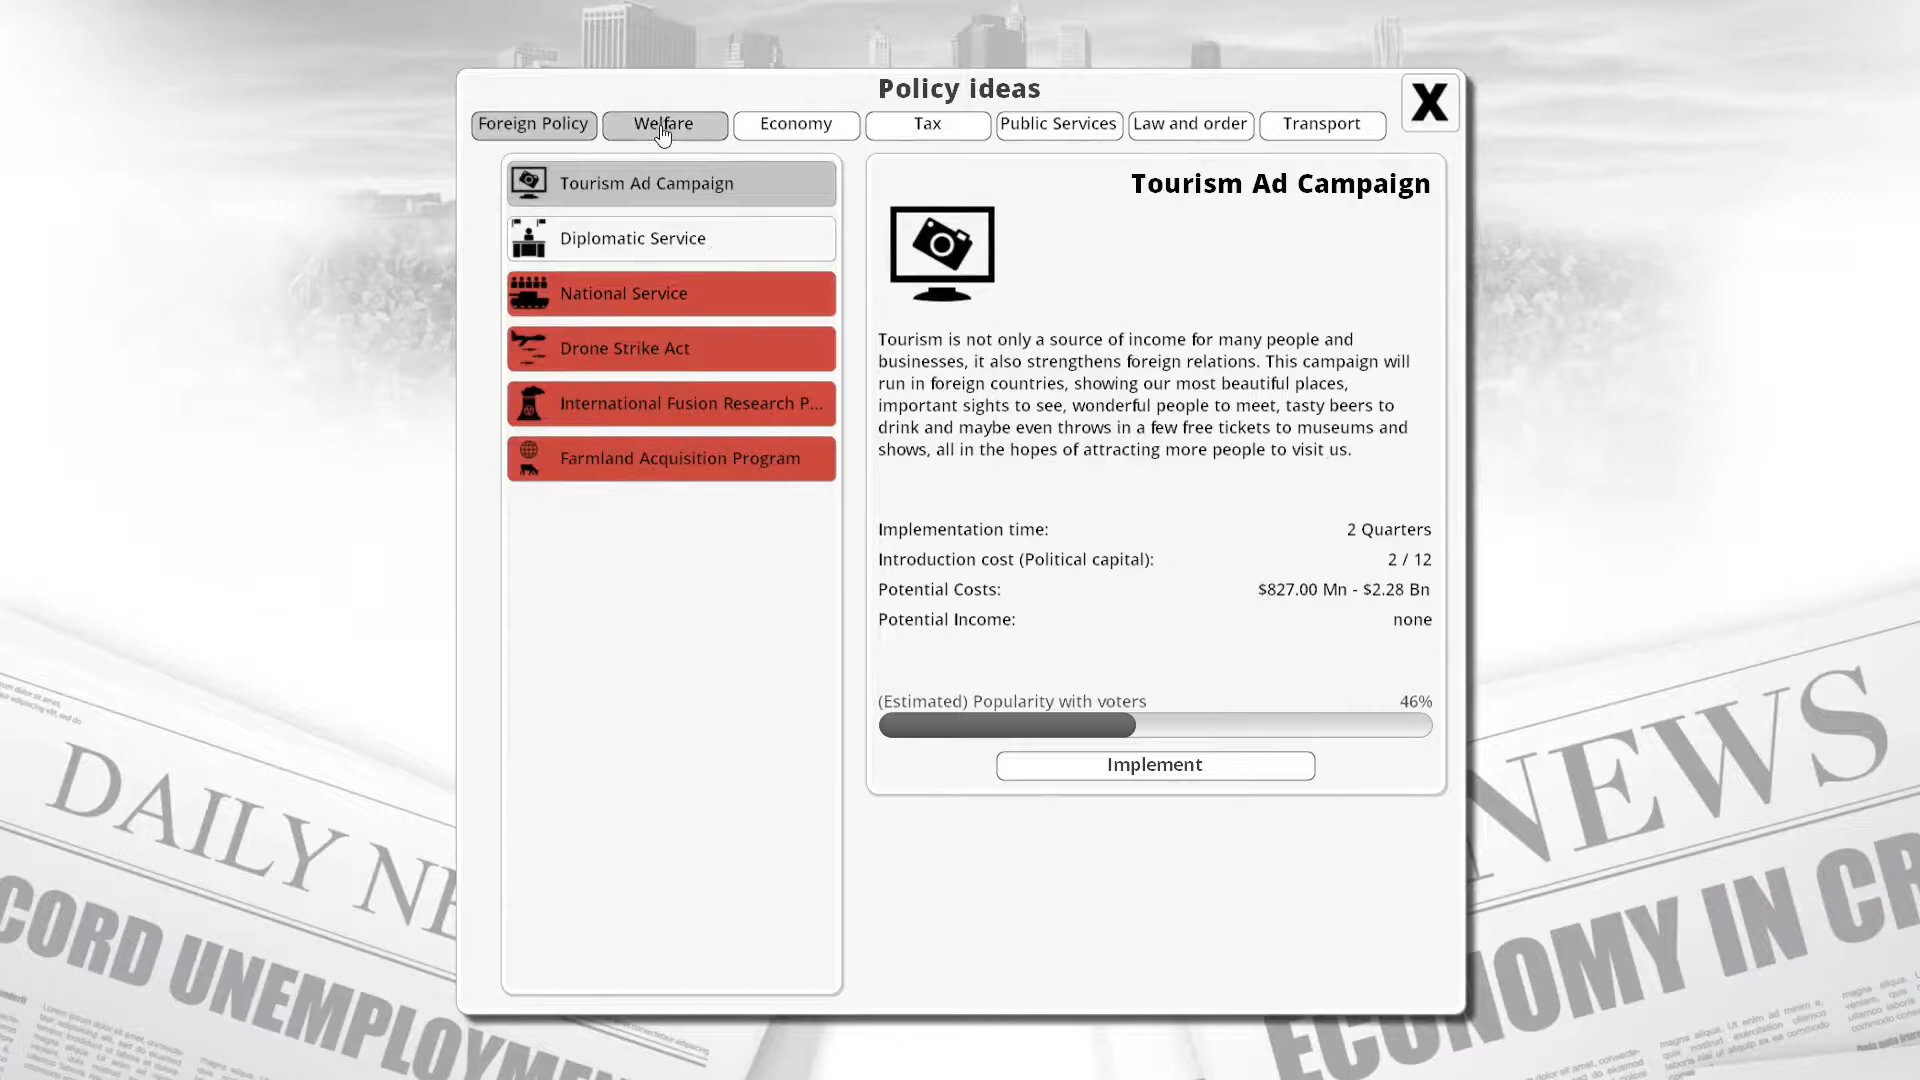 Policy ideas
X
Foreign Policy
Welfare
Economy
Tax
Public Services
Law and order
Transport
Tourism Ad Campaign
Diplomatic Service
National Service
Drone Strike Act
International Fusion Research P...
Farmland Acquisition Program
Tourism Ad Campaign
Tourism is not only a source of income for many people and
businesses, it also strengthens foreign relations. This campaign will
run in foreign countries, showing our most beautiful places,
important sights to see, wonderful people to meet, tasty beers to
drink and maybe even throws in a few free tickets to museums and
shows, all in the hopes of attracting more people to visit us.
Implementation time: 2 Quarters
Introduction cost (Political capital): 2 / 12
Potential Costs: $827.00 Mn - $2.28 Bn
Potential Income: none
(Estimated) Popularity with voters 46%
Implement
DAILY NE
CORD UNEMPLOYME
NEWS
ECONOMY IN CR